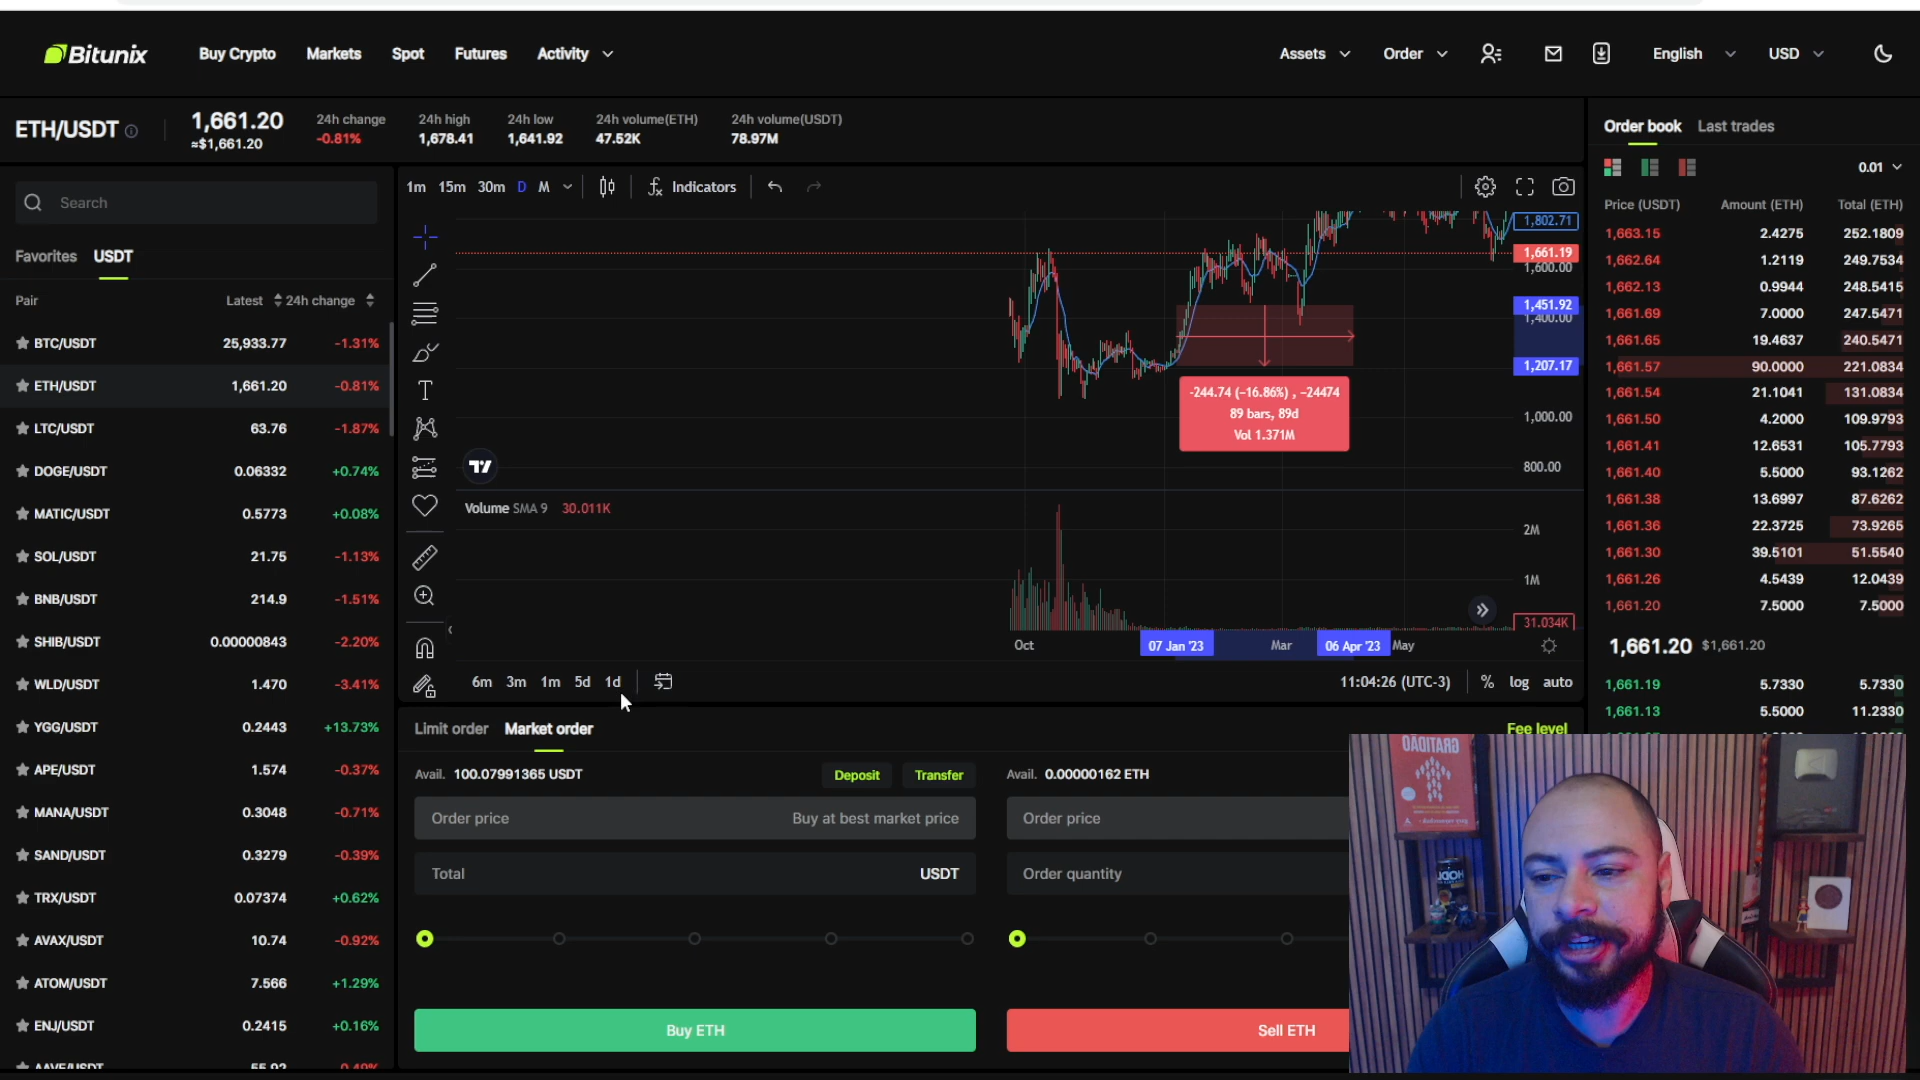 Bitunix
Buy Crypto Markets Spot Futures Activity
Assets Order English USD
ETH/USDT
1,661.20
≈$1,661.20
24h change
-0.81%
24h high
1,678.41
24h low
1,641.92
24h volume(ETH)
47.52K
24h volume(USDT)
78.97M
Search
Favorites USDT
Pair Latest 24h change
BTC/USDT 25,933.77 -1.31%
ETH/USDT 1,661.20 -0.81%
LTC/USDT 63.76 -1.87%
DOGE/USDT 0.06332 +0.74%
MATIC/USDT 0.5773 +0.08%
SOL/USDT 21.75 -1.13%
BNB/USDT 214.9 -1.51%
SHIB/USDT 0.00000843 -2.20%
WLD/USDT 1.470 -3.41%
YGG/USDT 0.2443 +13.73%
APE/USDT 1.574 -0.37%
MANA/USDT 0.3048 -0.71%
SAND/USDT 0.3279 -0.39%
TRX/USDT 0.07374 +0.62%
AVAX/USDT 10.74 -0.92%
ATOM/USDT 7.566 +1.29%
ENJ/USDT 0.2415 +0.16%
1m 15m 30m D M Indicators
1,802.71
1,661.19
1,600.00
1,451.92
1,400.00
1,207.17
1,000.00
800.00
-244.74 (-16.86%) , -24474
89 bars, 89d
Vol 1.371M
Volume SMA 9 30.011K
2M
1M
31.034K
Oct 07 Jan '23 Mar 06 Apr '23 May
6m 3m 1m 5d 1d
11:04:26 (UTC-3) % log auto
Limit order Market order
Fee level
Avail. 100.07991365 USDT
Deposit Transfer
Order price Buy at best market price
Total USDT
Buy ETH
Avail. 0.00000162 ETH
Order price
Order quantity
Sell ETH
Order book Last trades
0.01
Price (USDT) Amount (ETH) Total (ETH)
1,663.15 2.4275 252.1809
1,662.64 1.2119 249.7534
1,662.13 0.9944 248.5415
1,661.69 7.0000 247.5471
1,661.65 19.4637 240.5471
1,661.57 90.0000 221.0834
1,661.54 21.1041 131.0834
1,661.50 4.2000 109.9793
1,661.41 12.6531 105.7793
1,661.40 5.5000 93.1262
1,661.38 13.6997 87.6262
1,661.36 22.3725 73.9265
1,661.30 39.5101 51.5540
1,661.26 4.5439 12.0439
1,661.20 7.5000 7.5000
1,661.20 $1,661.20
1,661.19 5.7330 5.7330
1,661.13 5.5000 11.2330
GRATIDÃO
HODL